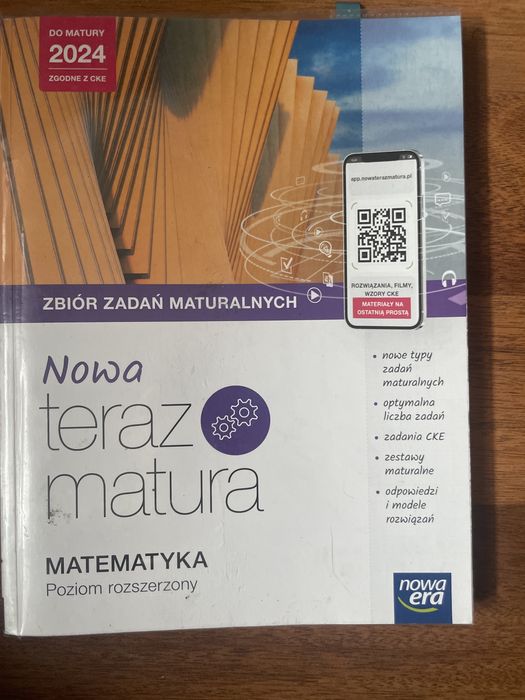 DO MATURY
2024
ZGODNE Z CKE
app.nowaterazmatura.pl
ROZWIĄZANIA, FILMY,
WZORY CKE
MATERIAŁY NA
OSTATNIĄ PROSTĄ
ZBIÓR ZADAŃ MATURALNYCH
Nowa
teraz
matura
MATEMATYKA
Poziom rozszerzony
• nowe typy
zadań
maturalnych
• optymalna
liczba zadań
• zadania CKE
• zestawy
maturalne
• odpowiedzi
i modele
rozwiązań
nowa
era